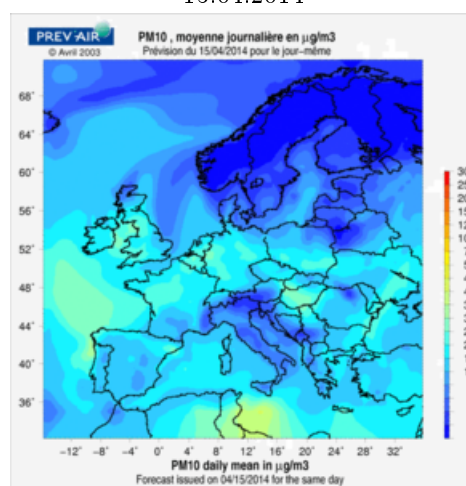 PREV'AIR
© Avril 2003
PM10 , moyenne journalière en µg/m3
Prévision du 15/04/2014 pour le jour–même
68°
64°
60°
56°
52°
48°
44°
40°
36°
−12° −8° −4° 0° 4° 8° 12° 16° 20° 24° 28° 32°
PM10 daily mean in µg/m3
Forecast issued on 04/15/2014 for the same day